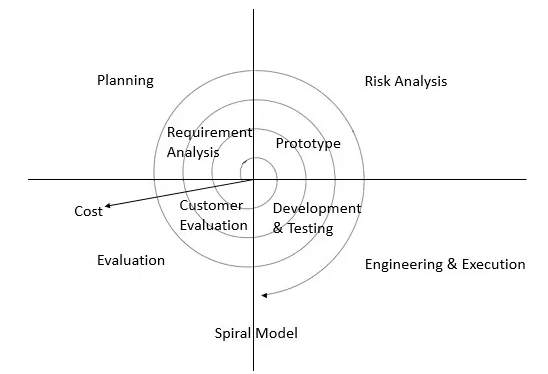 Planning
Risk Analysis
Requirement
Analysis
Prototype
Cost
Customer
Evaluation
Development
& Testing
Evaluation
Engineering & Execution
Spiral Model